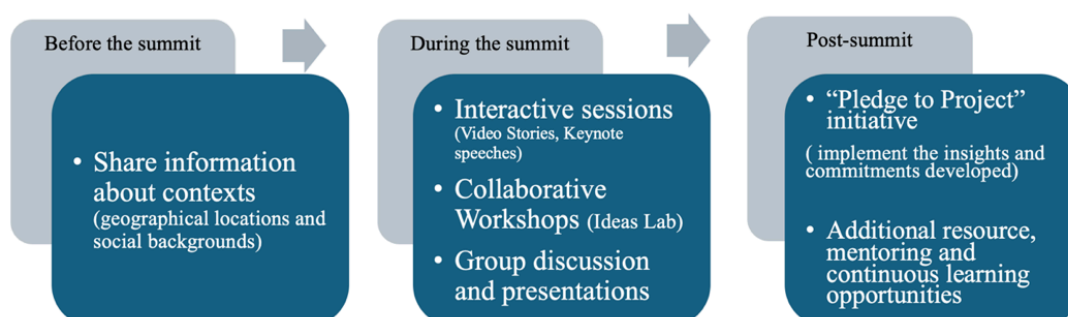 Before the summit
• Share information
about contexts
(geographical locations and
social backgrounds)
During the summit
• Interactive sessions
(Video Stories, Keynote
speeches)
• Collaborative
Workshops (Ideas Lab)
• Group discussion
and presentations
Post-summit
• “Pledge to Project”
initiative
( implement the insights and
commitments developed)
• Additional resource,
mentoring and
continuous learning
opportunities